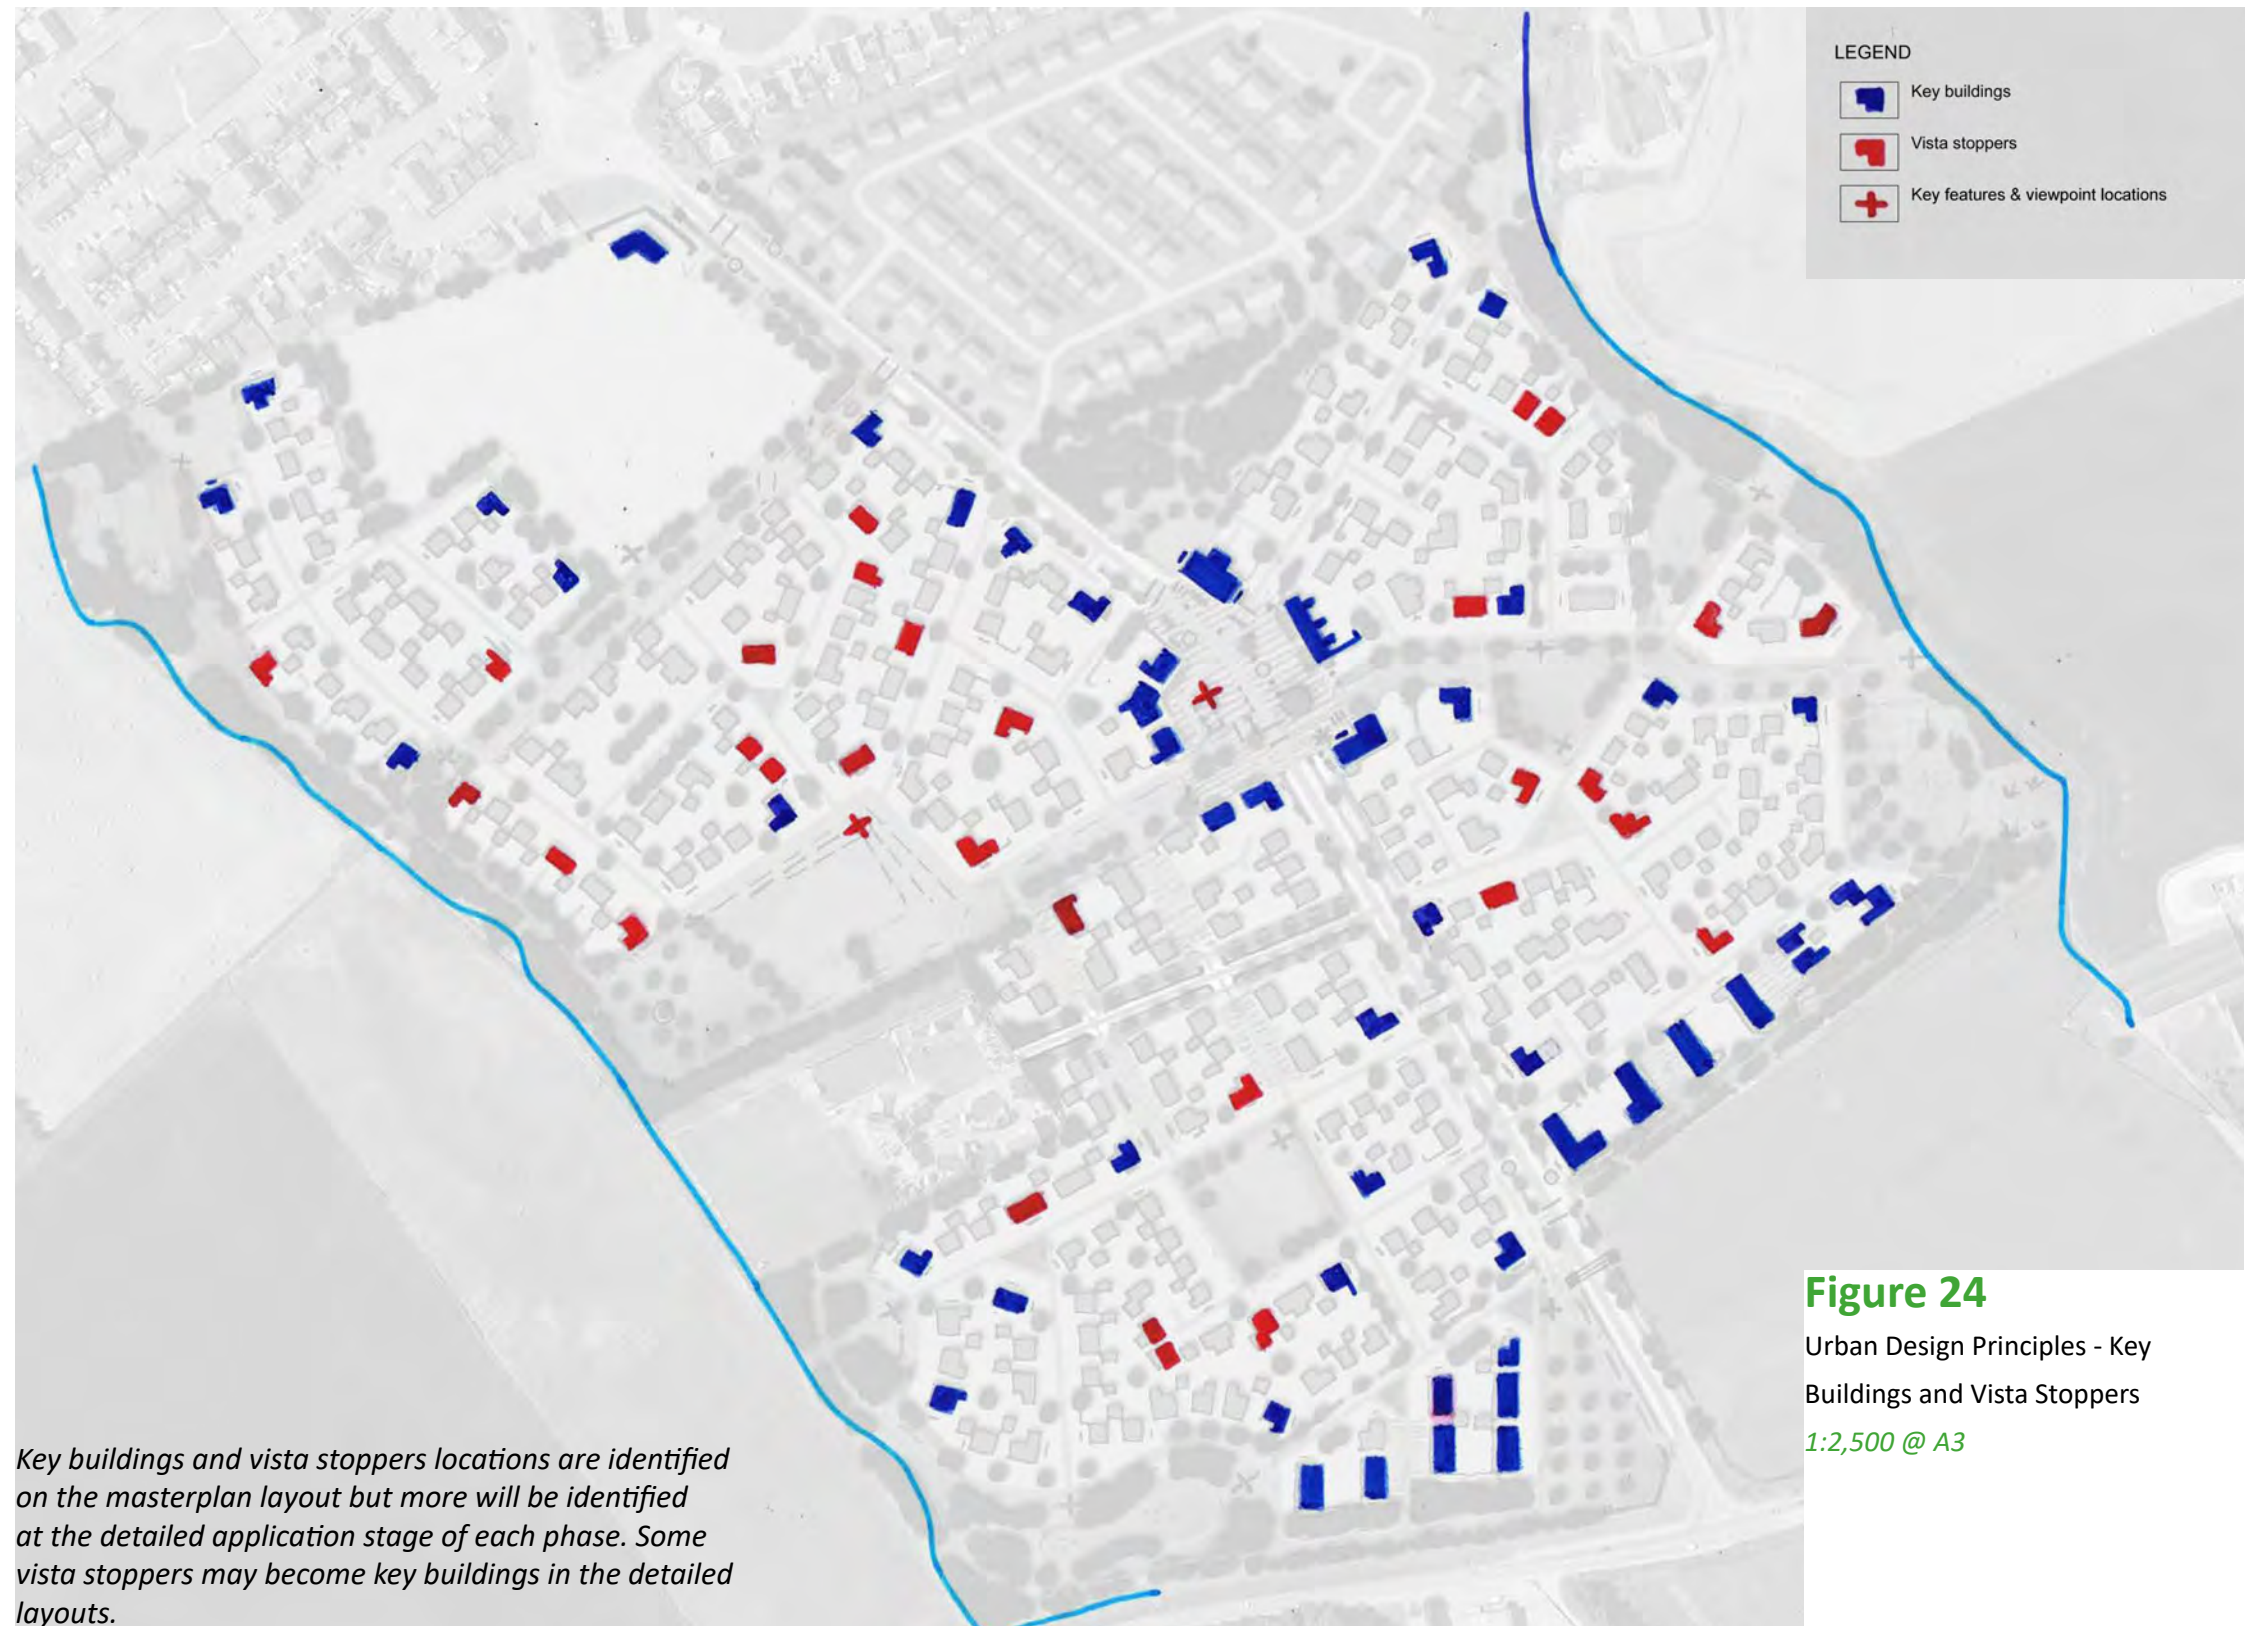 LEGEND
Key buildings
Vista stoppers
Key features & viewpoint locations
Figure 24
Urban Design Principles - Key
Buildings and Vista Stoppers
1:2,500 @ A3
Key buildings and vista stoppers locations are identified
on the masterplan layout but more will be identified
at the detailed application stage of each phase. Some
vista stoppers may become key buildings in the detailed
layouts.